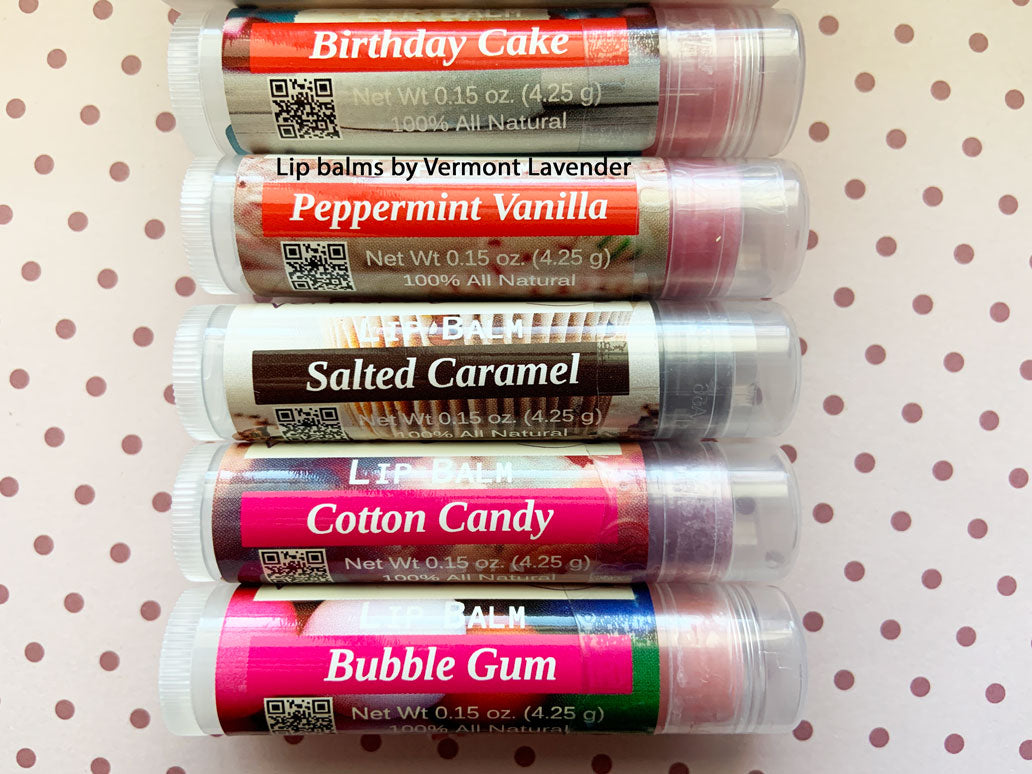 LIP BALM
Birthday Cake
Net Wt 0.15 oz. (4.25 g)
100% All Natural
Lip balms by Vermont Lavender
Peppermint Vanilla
Net Wt 0.15 oz. (4.25 g)
100% All Natural
LIP BALM
Salted Caramel
Net Wt 0.15 oz. (4.25 g)
100% All Natural
LIP BALM
Cotton Candy
Net Wt 0.15 oz. (4.25 g)
100% All Natural
LIP BALM
Bubble Gum
Net Wt 0.15 oz. (4.25 g)
100% All Natural